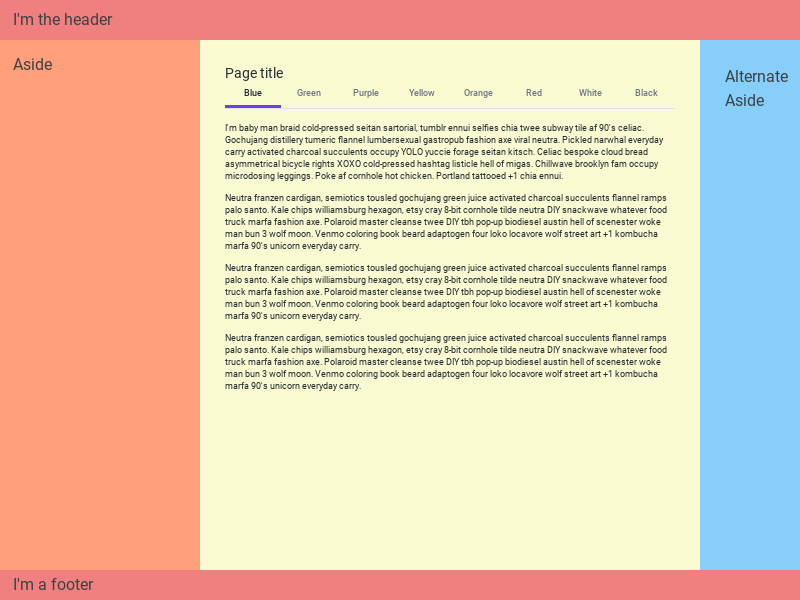 I'm the header
Aside
Page title
Blue Green Purple Yellow Orange Red White Black
I'm baby man braid cold-pressed seitan sartorial, tumblr ennui selfies chia twee subway tile af 90's celiac.
Gochujang distillery tumeric flannel lumbersexual gastropub fashion axe viral neutra. Pickled narwhal everyday
carry activated charcoal succulents occupy YOLO yuccie forage seitan kitsch. Celiac bespoke cloud bread
asymmetrical bicycle rights XOXO cold-pressed hashtag listicle hell of migas. Chillwave brooklyn fam occupy
microdosing leggings. Poke af cornhole hot chicken. Portland tattooed +1 chia ennui.
Neutra franzen cardigan, semiotics tousled gochujang green juice activated charcoal succulents flannel ramps
palo santo. Kale chips williamsburg hexagon, etsy cray 8-bit cornhole tilde neutra DIY snackwave whatever food
truck marfa fashion axe. Polaroid master cleanse twee DIY tbh pop-up biodiesel austin hell of scenester woke
man bun 3 wolf moon. Venmo coloring book beard adaptogen four loko locavore wolf street art +1 kombucha
marfa 90's unicorn everyday carry.
Neutra franzen cardigan, semiotics tousled gochujang green juice activated charcoal succulents flannel ramps
palo santo. Kale chips williamsburg hexagon, etsy cray 8-bit cornhole tilde neutra DIY snackwave whatever food
truck marfa fashion axe. Polaroid master cleanse twee DIY tbh pop-up biodiesel austin hell of scenester woke
man bun 3 wolf moon. Venmo coloring book beard adaptogen four loko locavore wolf street art +1 kombucha
marfa 90's unicorn everyday carry.
Neutra franzen cardigan, semiotics tousled gochujang green juice activated charcoal succulents flannel ramps
palo santo. Kale chips williamsburg hexagon, etsy cray 8-bit cornhole tilde neutra DIY snackwave whatever food
truck marfa fashion axe. Polaroid master cleanse twee DIY tbh pop-up biodiesel austin hell of scenester woke
man bun 3 wolf moon. Venmo coloring book beard adaptogen four loko locavore wolf street art +1 kombucha
marfa 90's unicorn everyday carry.
Alternate
Aside
I'm a footer